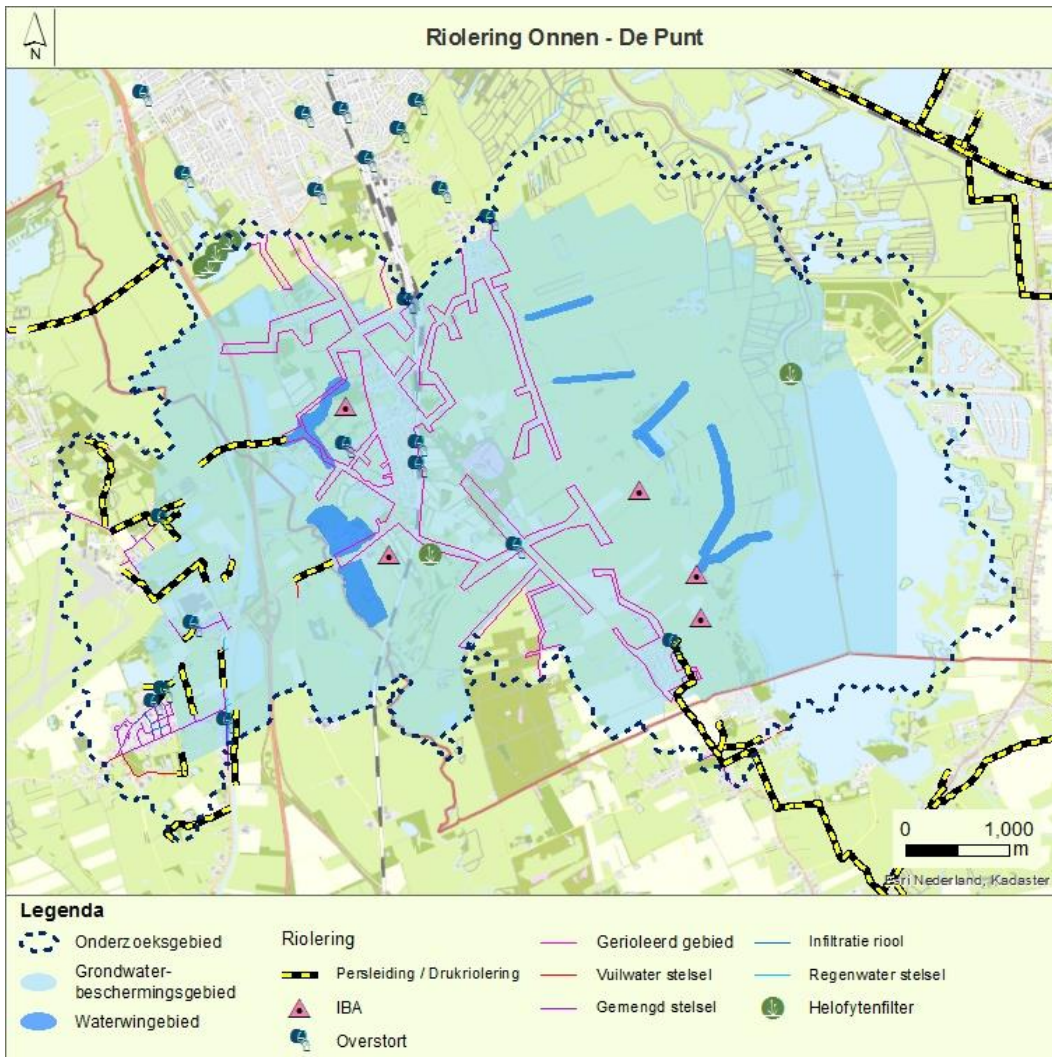 N
Riolering Onnen - De Punt
0 1,000
m
Esri Nederland, Kadaster
Legenda
Onderzoeksgebied
Grondwater-
beschermingsgebied
Waterwingebied
Riolering
Persleiding / Drukriolering
IBA
Overstort
Gerioleerd gebied
Vuilwater stelsel
Gemengd stelsel
Infiltratie riool
Regenwater stelsel
Helofytenfilter